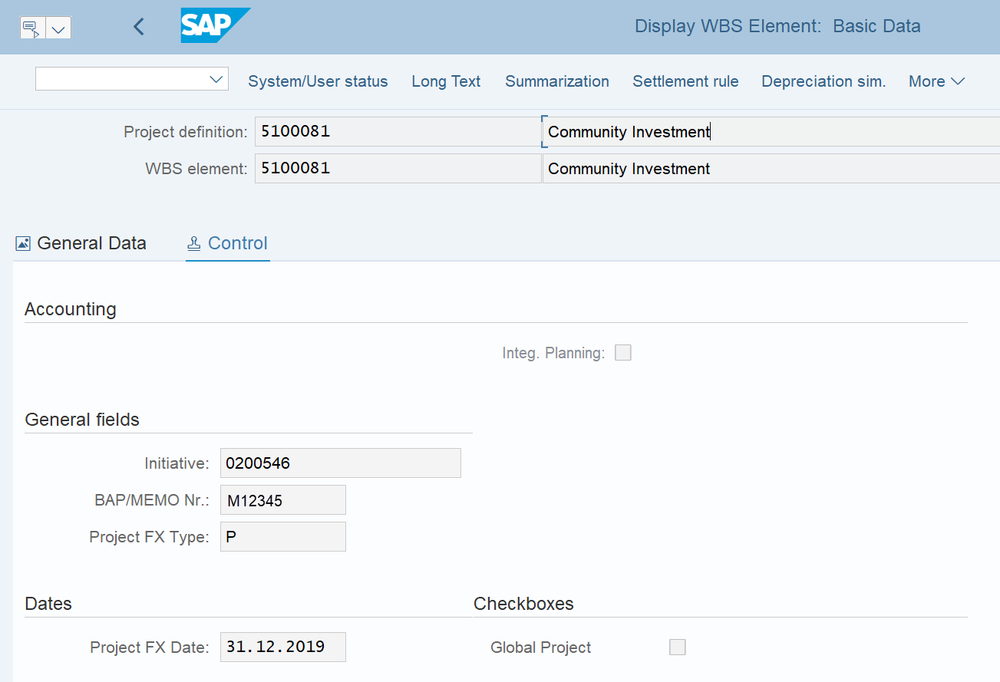 SAP Display WBS Element: Basic Data
System/User status Long Text Summarization Settlement rule Depreciation sim. More
Project definition: 5100081 Community Investment
WBS element: 5100081 Community Investment
General Data Control
Accounting
Integ. Planning:
General fields
Initiative: 0200546
BAP/MEMO Nr.: M12345
Project FX Type: P
Dates Checkboxes
Project FX Date: 31.12.2019 Global Project